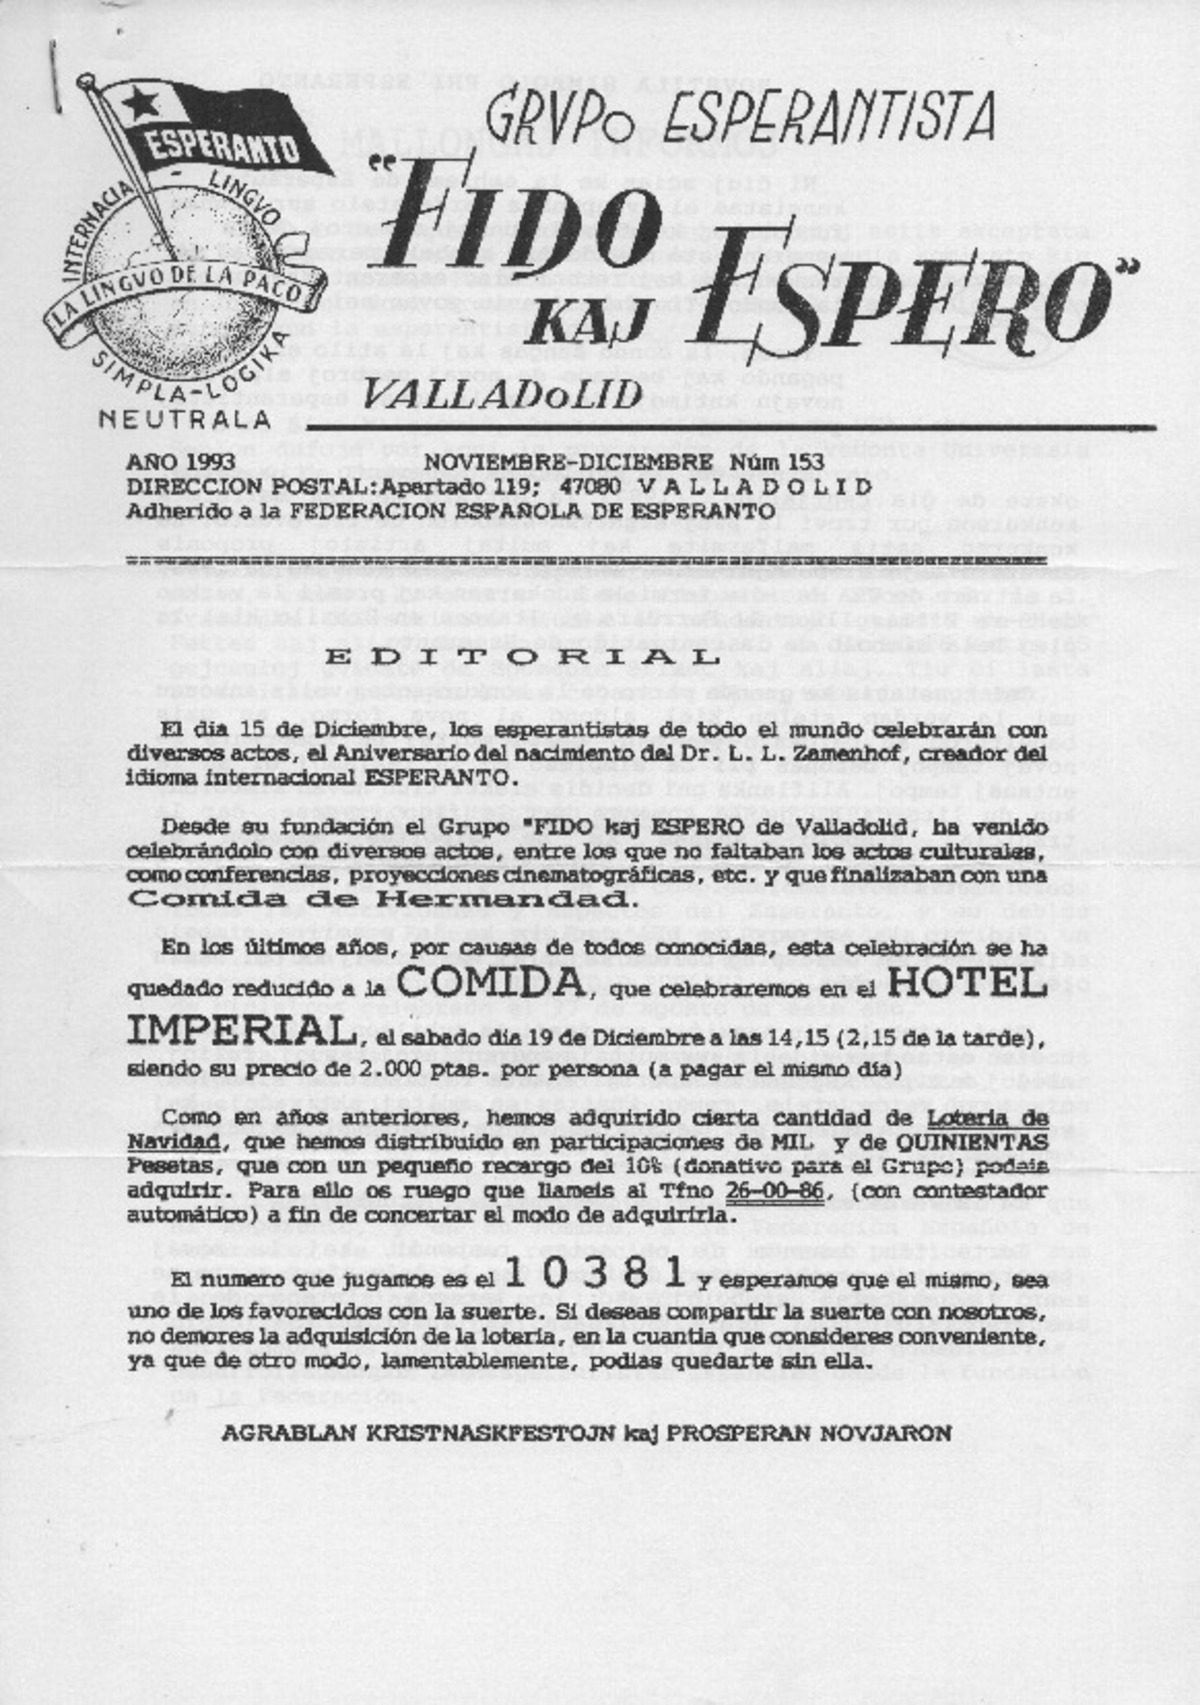 GRUPO ESPERANTISTA
"FIDO
KAJ ESPERO"
VALLADOLID
ESPERANTO
INTERNACIA LINGVO
LA LINGVO DE LA PACO
SIMPLA-LOGIKA
NEUTRALA
AÑO 1993 NOVIEMBRE-DICIEMBRE Núm 153
DIRECCION POSTAL:Apartado 119; 47080 V A L L A D O L I D
Adherido a la FEDERACION ESPAÑOLA DE ESPERANTO
E D I T O R I A L
El día 15 de Diciembre, los esperantistas de todo el mundo celebrarán con
diversos actos, el Aniversario del nacimiento del Dr. L. L. Zamenhof, creador del
idioma internacional ESPERANTO.
Desde su fundación el Grupo "FIDO kaj ESPERO de Valladolid, ha venido
celebrándolo con diversos actos, entre los que no faltaban los actos culturales,
como conferencias, proyecciones cinematográficas, etc. y que finalizaban con una
Comida de Hermandad.
En los últimos años, por causas de todos conocidas, esta celebración se ha
quedado reducido a la COMIDA, que celebraremos en el HOTEL
IMPERIAL, el sabado día 19 de Diciembre a las 14,15 (2,15 de la tarde),
siendo su precio de 2.000 ptas. por persona (a pagar el mismo día)
Como en años anteriores, hemos adquirido cierta cantidad de Lotería de
Navidad, que hemos distribuido en participaciones de MIL y de QUINIENTAS
Pesetas, que con un pequeño recargo del 10% (donativo para el Grupo) podeis
adquirir. Para ello os ruego que llameis al Tfno 26-00-86, (con contestador
automático) a fin de concertar el modo de adquirirla.
El numero que jugamos es el 1 0 3 8 1 y esperamos que el mismo, sea
uno de los favorecidos con la suerte. Si deseas compartir la suerte con nosotros,
no demores la adquisición de la lotería, en la cuantia que consideres conveniente,
ya que de otro modo, lamentablemente, podias quedarte sin ella.
AGRABLAN KRISTNASKFESTOJN kaj PROSPERAN NOVJARON